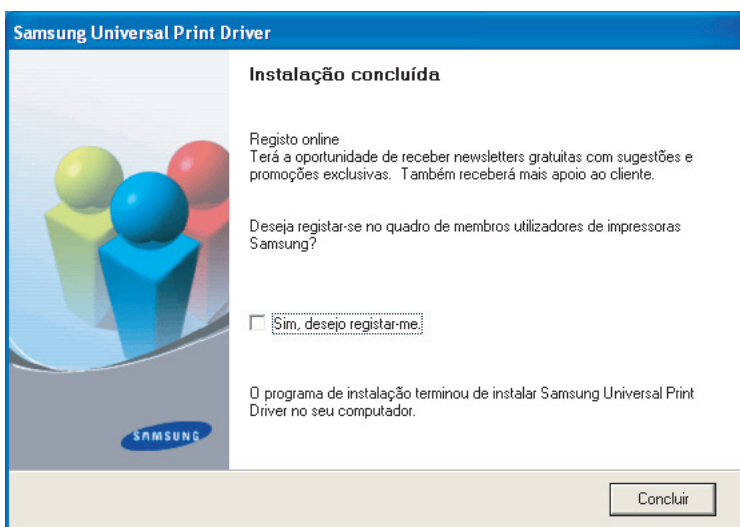 Samsung Universal Print Driver
Instalação concluída
Registo online
Terá a oportunidade de receber newsletters gratuitas com sugestões e
promoções exclusivas. Também receberá mais apoio ao cliente.
Deseja registar-se no quadro de membros utilizadores de impressoras
Samsung?
Sim, desejo registar-me.
O programa de instalação terminou de instalar Samsung Universal Print
Driver no seu computador.
SAMSUNG
Concluir